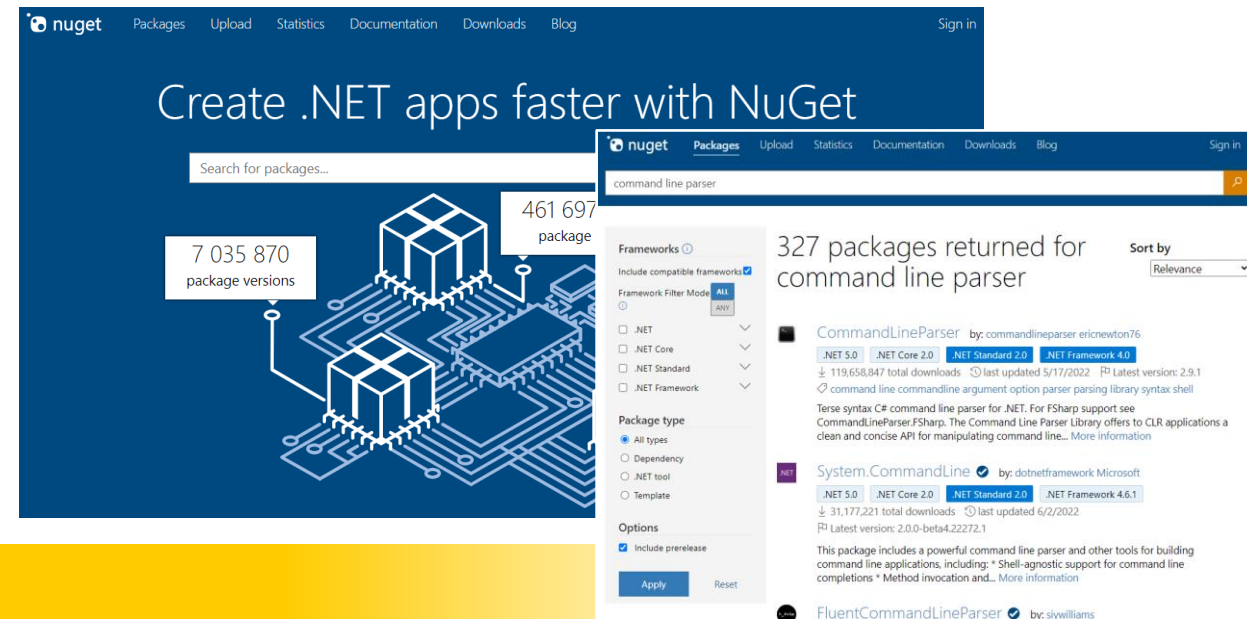 nuget Packages Upload Statistics Documentation Downloads Blog Sign in
Create .NET apps faster with NuGet
Search for packages...
461 697
package
7 035 870
package versions
nuget Packages Upload Statistics Documentation Downloads Blog Sign in
command line parser
Frameworks
Include compatible frameworks
Framework Filter Mode ALL
ANY
.NET
.NET Core
.NET Standard
.NET Framework
Package type
All types
Dependency
.NET tool
Template
Options
Include prerelease
Apply Reset
327 packages returned for
command line parser
Sort by
Relevance
CommandLineParser by: commandlineparser ericnewton76
.NET 5.0 .NET Core 2.0 .NET Standard 2.0 .NET Framework 4.0
119,658,847 total downloads last updated 5/17/2022 Latest version: 2.9.1
command line commandline argument option parser parsing library syntax shell
Terse syntax C# command line parser for .NET. For FSharp support see
CommandLineParser.FSharp. The Command Line Parser Library offers to CLR applications a
clean and concise API for manipulating command line... More information
.NET
System.CommandLine by: dotnetframework Microsoft
.NET 5.0 .NET Core 2.0 .NET Standard 2.0 .NET Framework 4.6.1
31,177,221 total downloads last updated 6/2/2022
Latest version: 2.0.0-beta4.22272.1
This package includes a powerful command line parser and other tools for building
command line applications, including: * Shell-agnostic support for command line
completions * Method invocation and... More information
FluentCommandLineParser by: sivwilliams